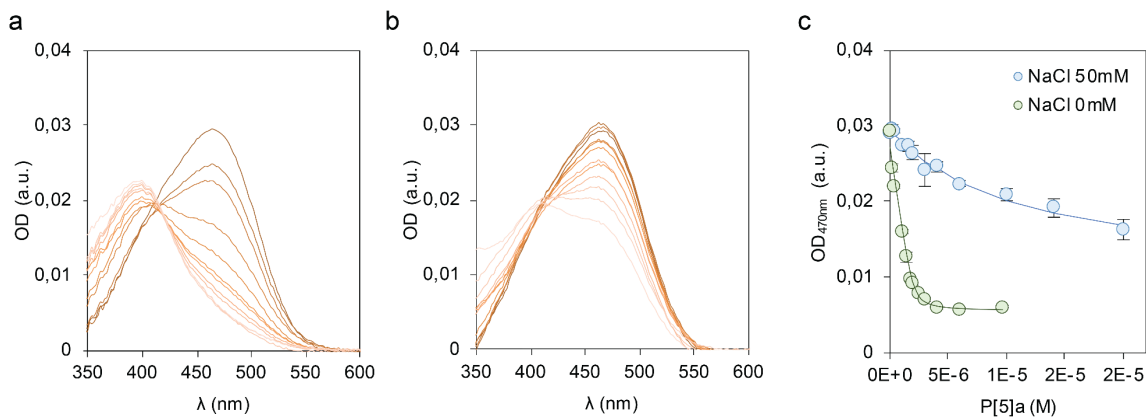 a
0,04
0,03
0,02
0,01
0
OD (a.u.)
350 400 450 500 550 600
λ (nm)
b
0,04
0,03
0,02
0,01
0
OD (a.u.)
350 400 450 500 550 600
λ (nm)
c
0,04
0,03
0,02
0,01
0
OD470nm (a.u.)
NaCl 50mM
NaCl 0mM
0E+0 5E-6 1E-5 2E-5 2E-5
P[5]a (M)